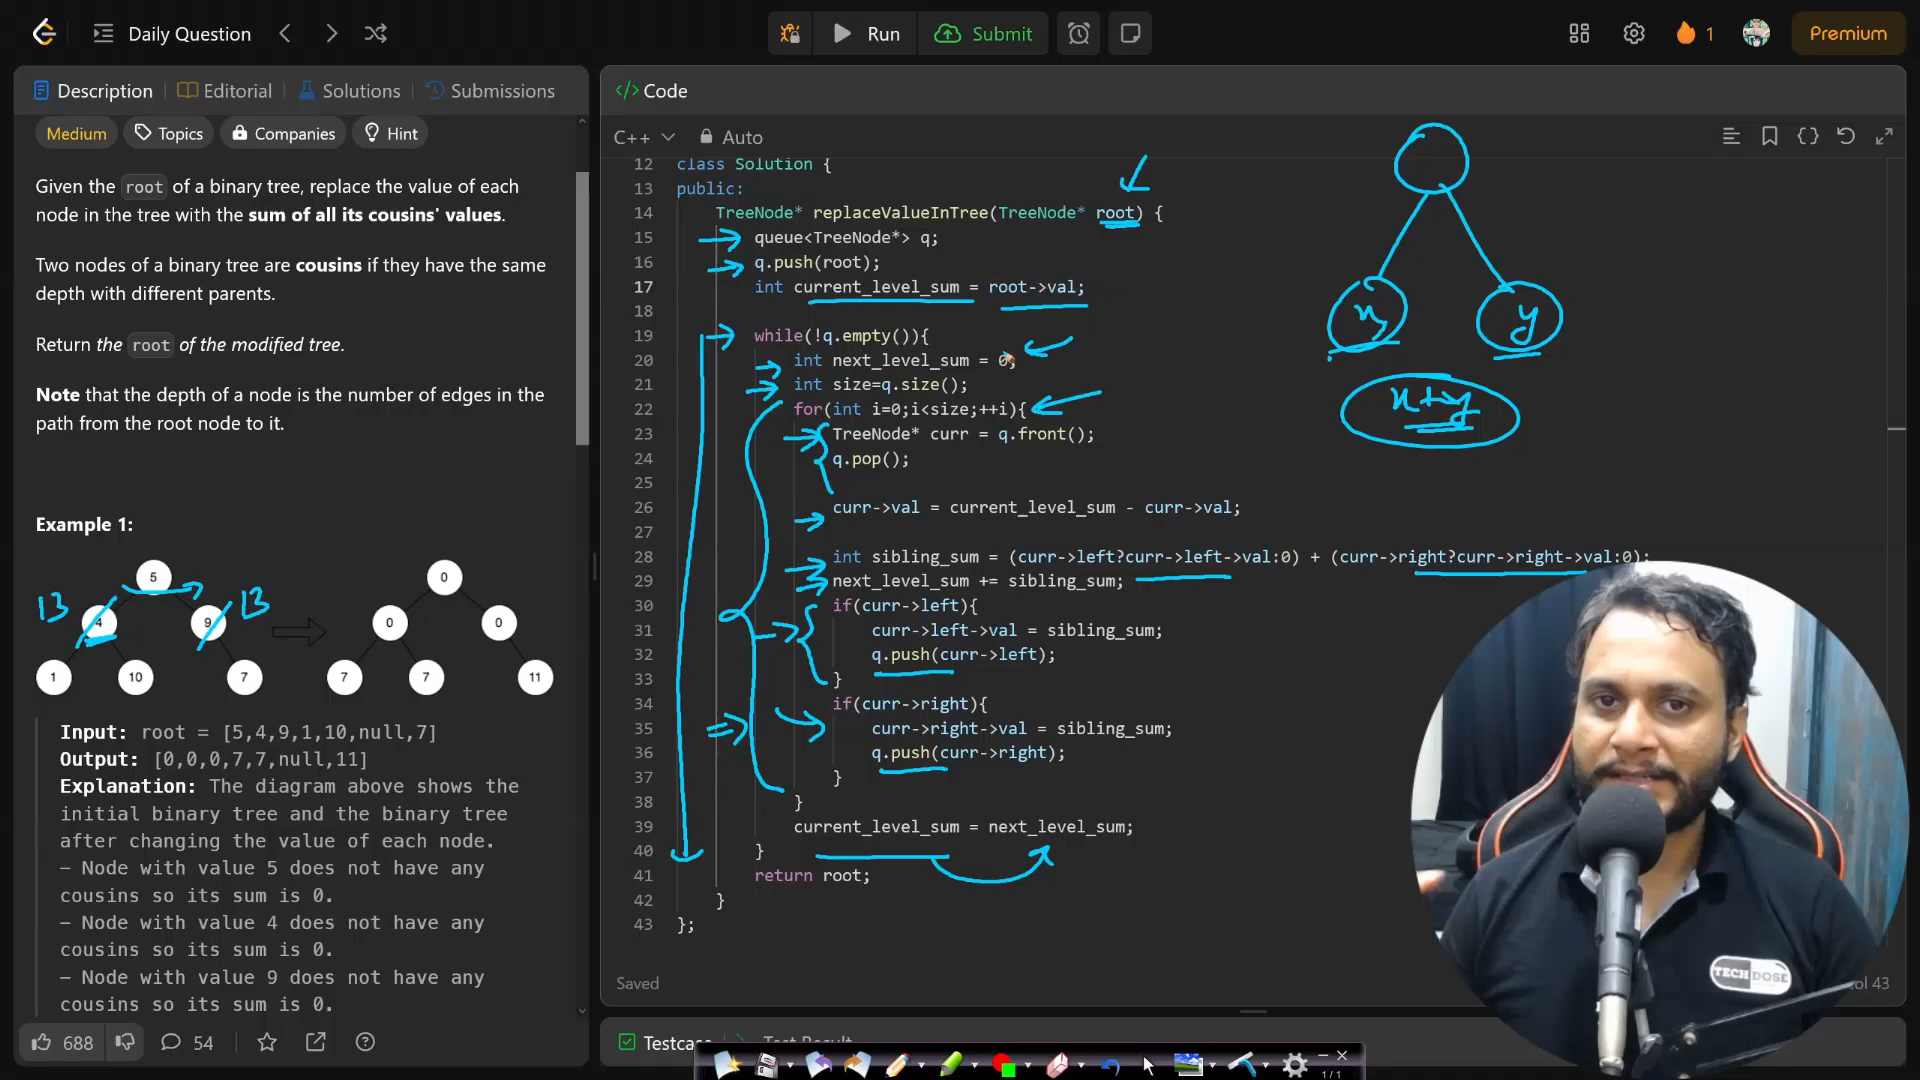 Daily Question
Run
Submit
1
Premium
Description
Editorial
Solutions
Submissions
Medium
Topics
Companies
Hint
Given the root of a binary tree, replace the value of each
node in the tree with the sum of all its cousins' values.
Two nodes of a binary tree are cousins if they have the same
depth with different parents.
Return the root of the modified tree.
Note that the depth of a node is the number of edges in the
path from the root node to it.
Example 1:
5
0
13
4
9
13
0
0
1
10
7
7
7
11
Input: root = [5,4,9,1,10,null,7]
Output: [0,0,0,7,7,null,11]
Explanation: The diagram above shows the
initial binary tree and the binary tree
after changing the value of each node.
- Node with value 5 does not have any
cousins so its sum is 0.
- Node with value 4 does not have any
cousins so its sum is 0.
- Node with value 9 does not have any
cousins so its sum is 0.
688
54
</> Code
C++
Auto
12 class Solution {
13 public:
14 TreeNode* replaceValueInTree(TreeNode* root) {
15 queue<TreeNode*> q;
16 q.push(root);
17 int current_level_sum = root->val;
18
19 while(!q.empty()){
20 int next_level_sum = 0;
21 int size=q.size();
22 for(int i=0;i<size;++i){
23 TreeNode* curr = q.front();
24 q.pop();
25
26 curr->val = current_level_sum - curr->val;
27
28 int sibling_sum = (curr->left?curr->left->val:0) + (curr->right?curr->right->val:0);
29 next_level_sum += sibling_sum;
30 if(curr->left){
31 curr->left->val = sibling_sum;
32 q.push(curr->left);
33 }
34 if(curr->right){
35 curr->right->val = sibling_sum;
36 q.push(curr->right);
37 }
38 }
39 current_level_sum = next_level_sum;
40 }
41 return root;
42 }
43 };
x
y
x+y
TECH DOSE
Saved
col 43
Testcase
Test Result
1/1